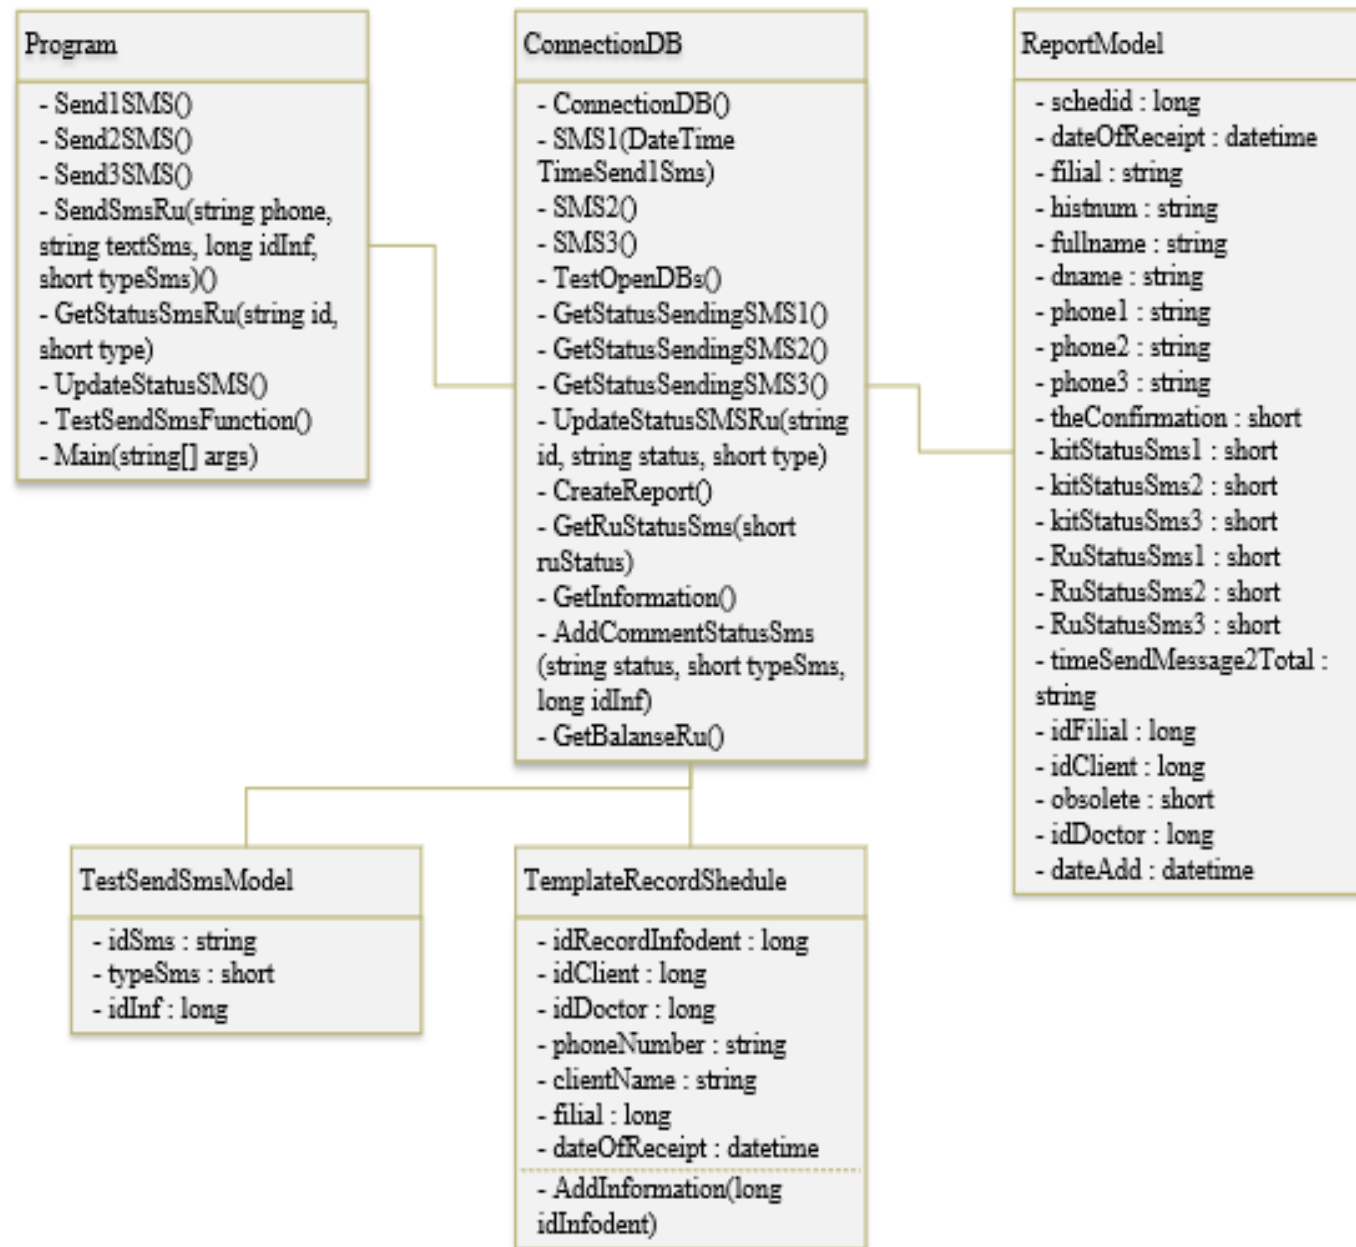 Program
- Send1SMS()
- Send2SMS()
- Send3SMS()
- SendSmsRu(string phone,
string textSms, long idInf,
short typeSms)()
- GetStatusSmsRu(string id,
short type)
- UpdateStatusSMS()
- TestSendSmsFunction()
- Main(string[] args)
ConnectionDB
- ConnectionDB()
- SMS1(DateTime
TimeSend1Sms)
- SMS2()
- SMS3()
- TestOpenDBs()
- GetStatusSendingSMS1()
- GetStatusSendingSMS2()
- GetStatusSendingSMS3()
- UpdateStatusSMSRu(string
id, string status, short type)
- CreateReport()
- GetRuStatusSms(short
ruStatus)
- GetInformation()
- AddCommentStatusSms
(string status, short typeSms,
long idInf)
- GetBalanseRu()
ReportModel
- schedid : long
- dateOfReceipt : datetime
- filial : string
- histnum : string
- fullname : string
- dname : string
- phone1 : string
- phone2 : string
- phone3 : string
- theConfirmation : short
- kitStatusSms1 : short
- kitStatusSms2 : short
- kitStatusSms3 : short
- RuStatusSms1 : short
- RuStatusSms2 : short
- RuStatusSms3 : short
- timeSendMessage2Total :
string
- idFilial : long
- idClient : long
- obsolete : short
- idDoctor : long
- dateAdd : datetime
TestSendSmsModel
- idSms : string
- typeSms : short
- idInf : long
TemplateRecordShedule
- idRecordInfodent : long
- idClient : long
- idDoctor : long
- phoneNumber : string
- clientName : string
- filial : long
- dateOfReceipt : datetime
- AddInformation(long
idInfodent)